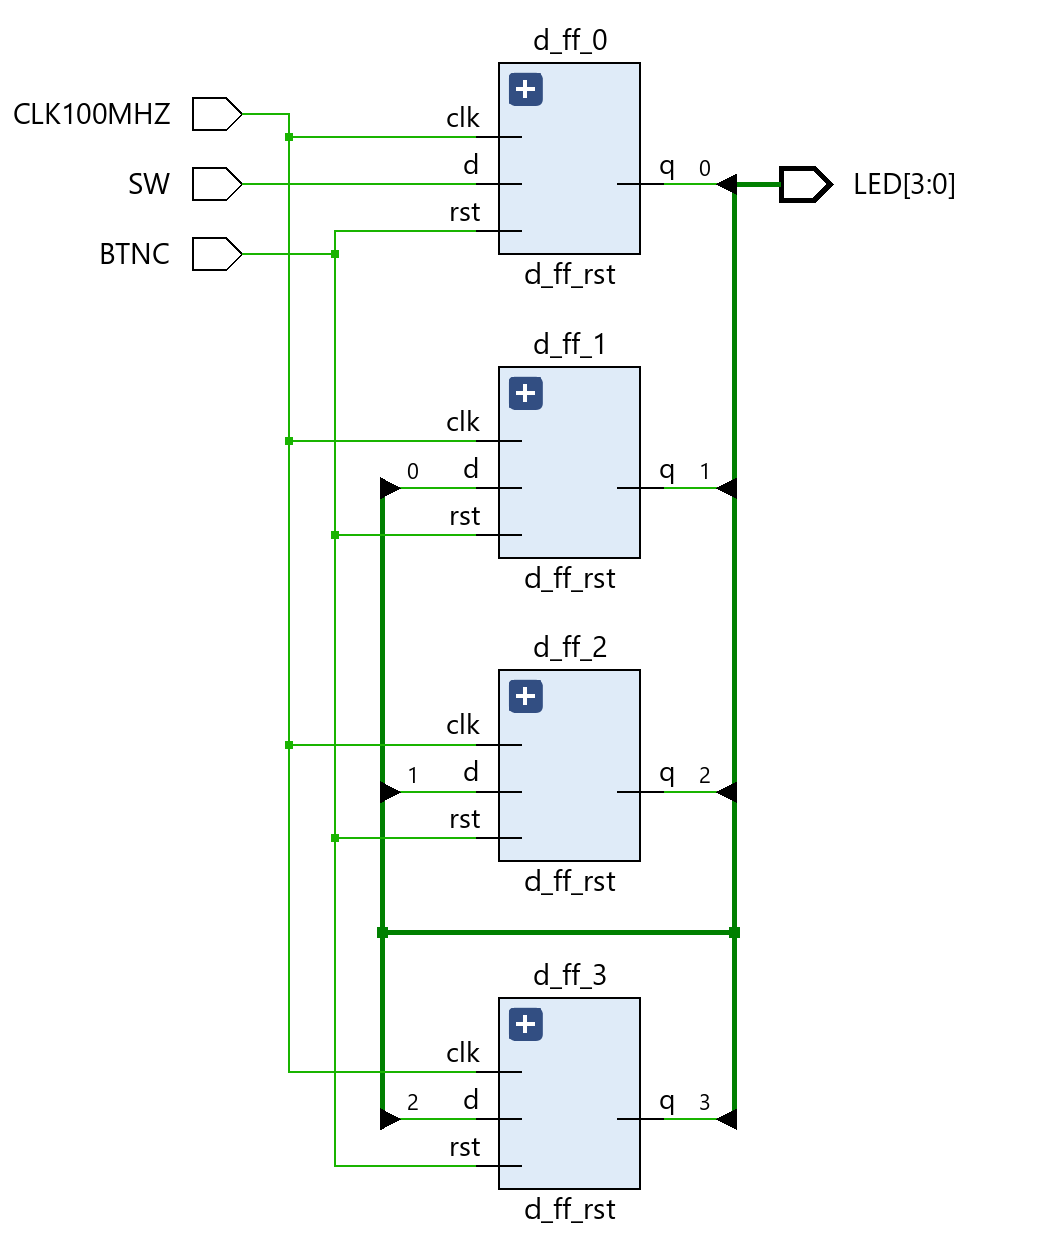 d_ff_0
CLK100MHZ
clk
SW
d
q 0
LED[3:0]
rst
BTNC
d_ff_rst
d_ff_1
clk
0 d
q 1
rst
d_ff_rst
d_ff_2
clk
1 d
q 2
rst
d_ff_rst
d_ff_3
clk
2 d
q 3
rst
d_ff_rst